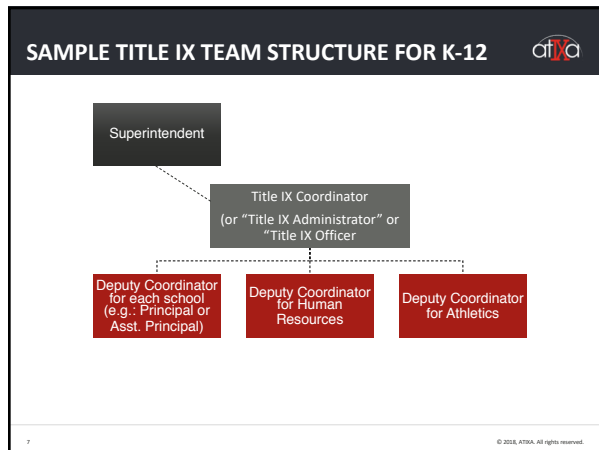 SAMPLE TITLE IX TEAM STRUCTURE FOR K-12
atIXa
Superintendent
Title IX Coordinator
(or “Title IX Administrator” or
“Title IX Officer
Deputy Coordinator
for each school
(e.g.: Principal or
Asst. Principal)
Deputy Coordinator
for Human
Resources
Deputy Coordinator
for Athletics
7
© 2018, ATIXA. All rights reserved.